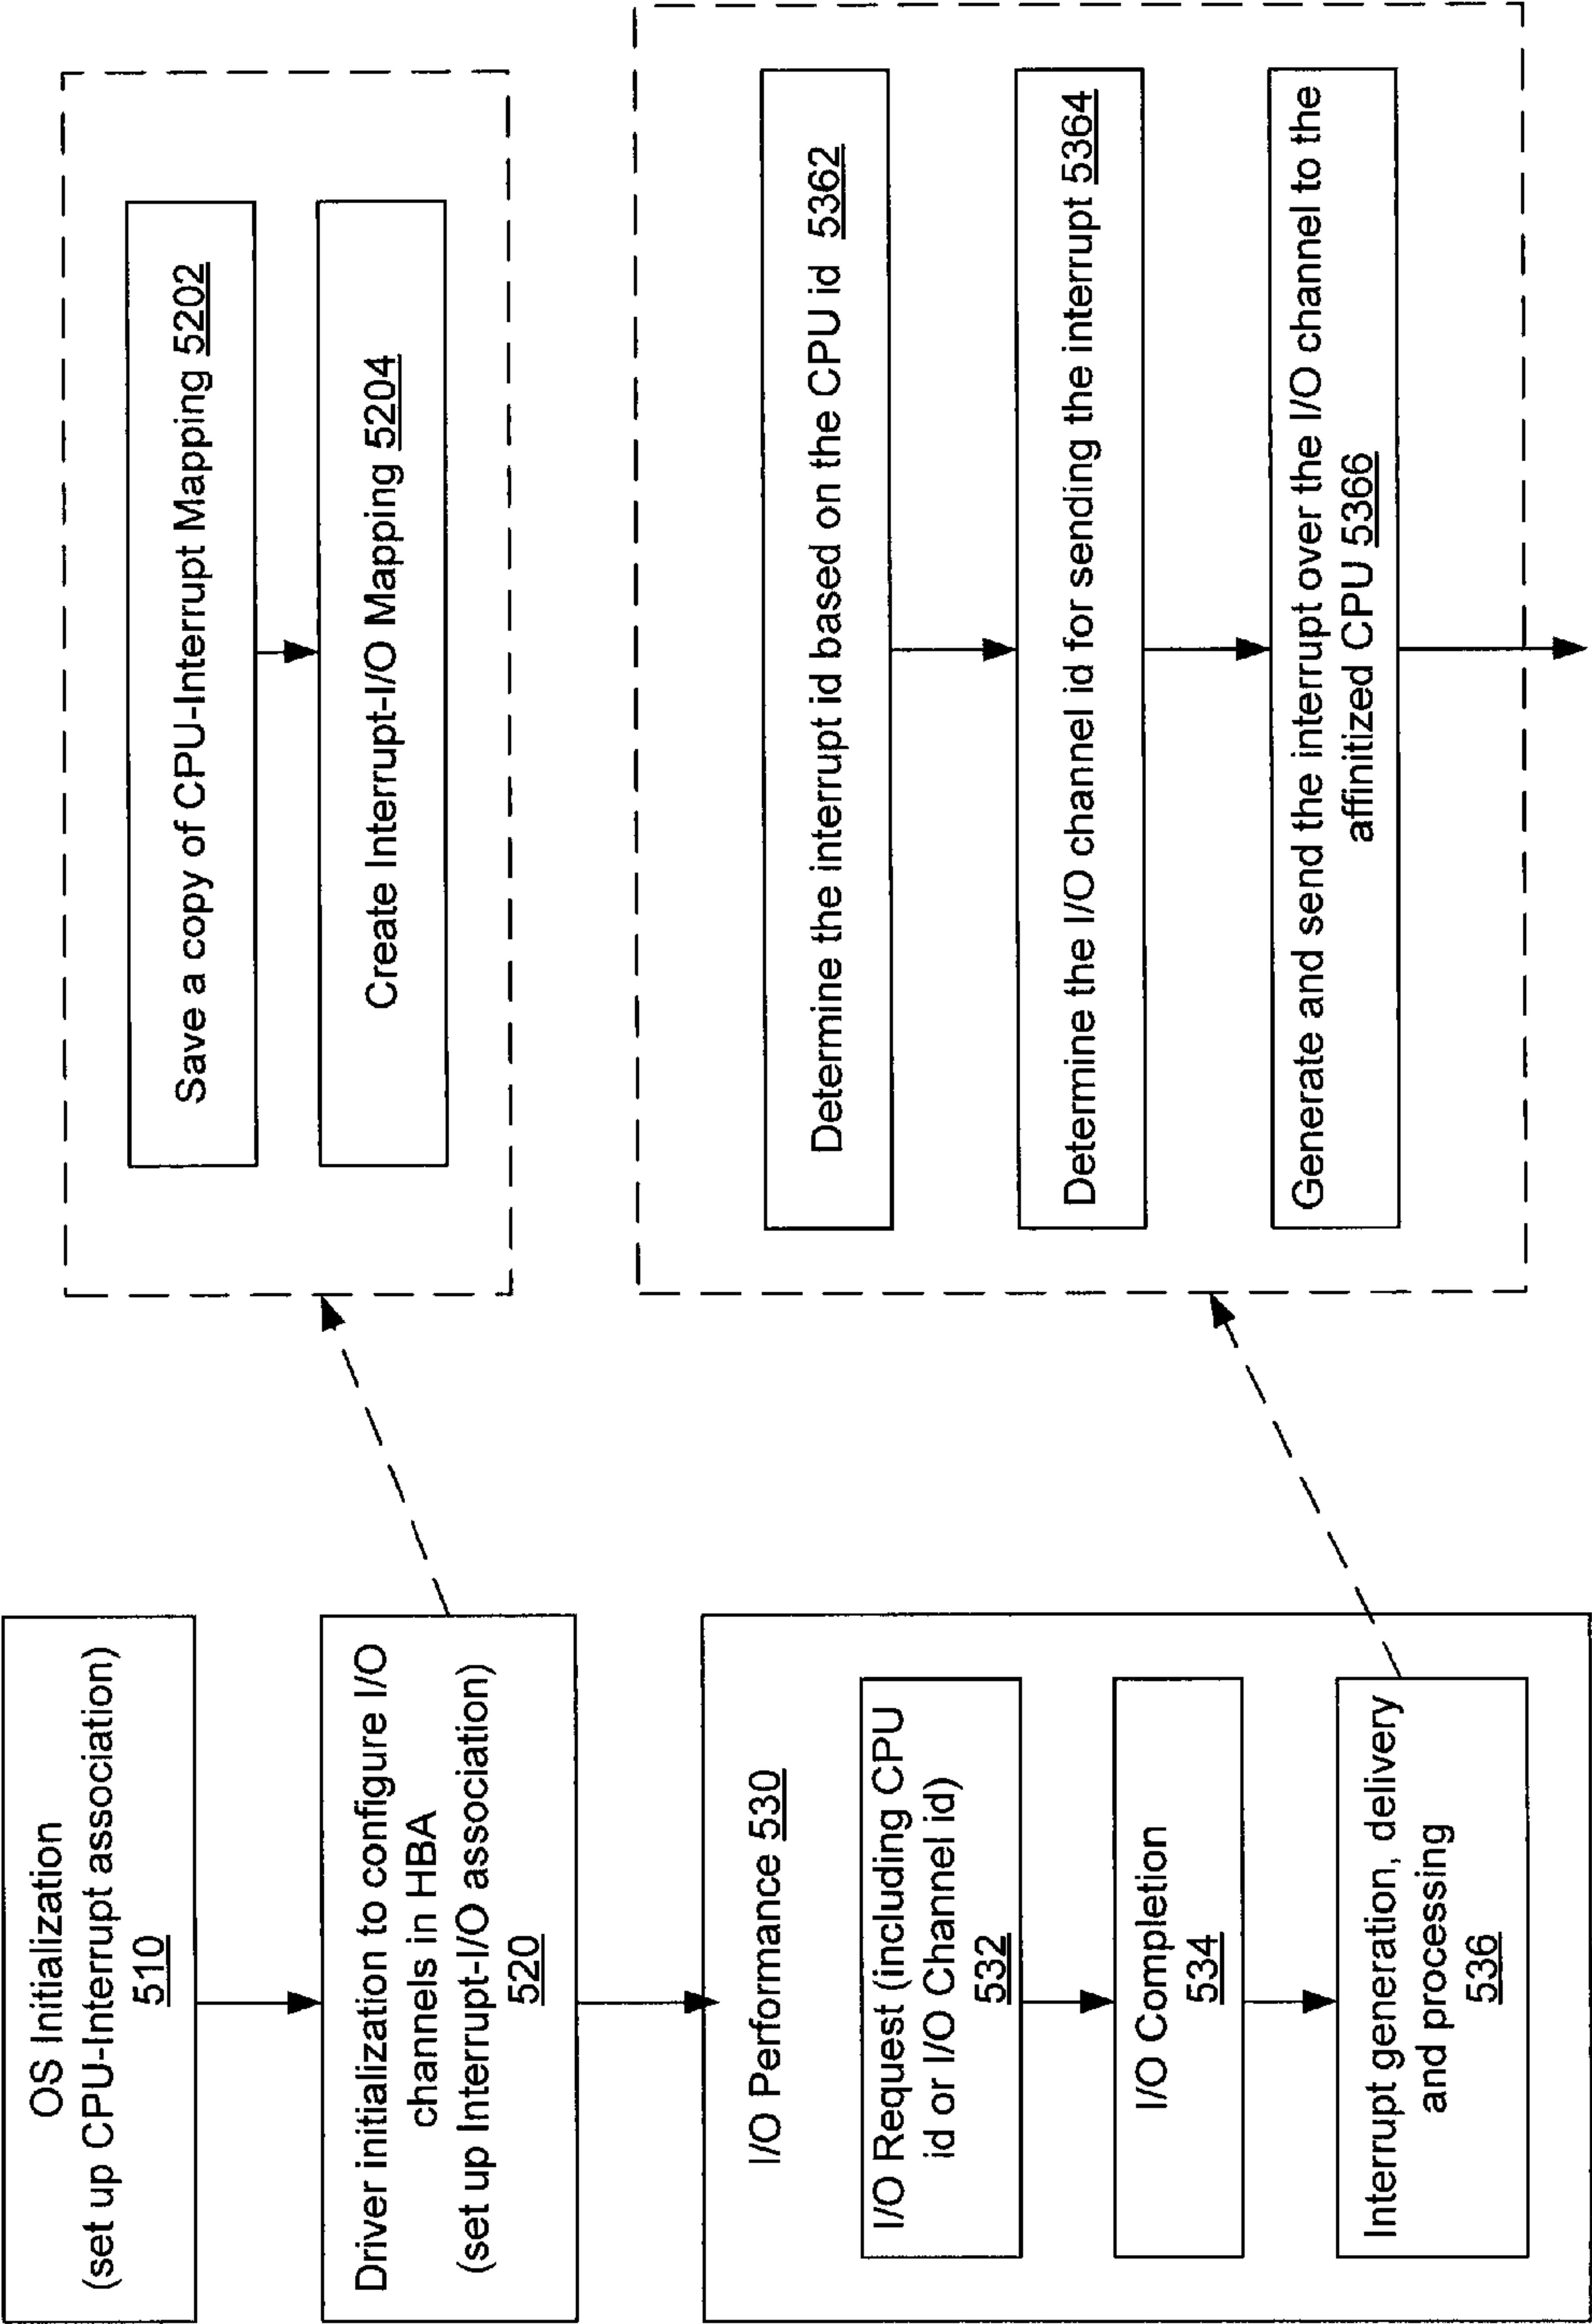 OS Initialization
(set up CPU-Interrupt association)
510
Driver initialization to configure I/O
channels in HBA
(set up Interrupt-I/O association)
520
I/O Performance 530
I/O Request (including CPU
id or I/O Channel id)
532
I/O Completion
534
Interrupt generation, delivery
and processing
536
Save a copy of CPU-Interrupt Mapping 5202
Create Interrupt-I/O Mapping 5204
Determine the interrupt id based on the CPU id 5362
Determine the I/O channel id for sending the interrupt 5364
Generate and send the interrupt over the I/O channel to the
affinitized CPU 5366